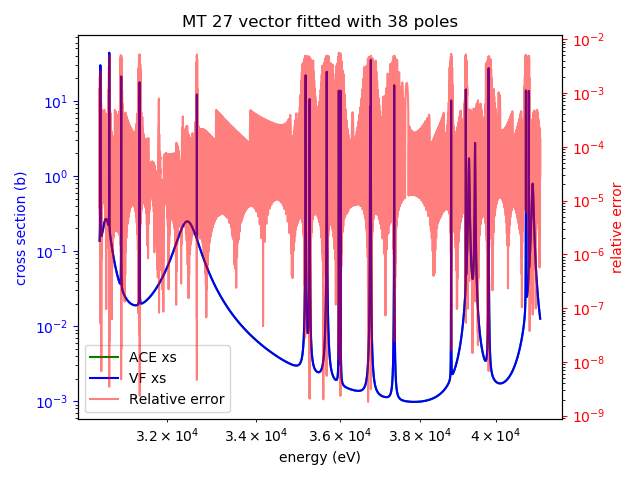 MT 27 vector fitted with 38 poles
cross section (b)
10¹
10⁰
10⁻¹
10⁻²
10⁻³
10⁻²
10⁻³
10⁻⁴
10⁻⁵
10⁻⁶
10⁻⁷
10⁻⁸
10⁻⁹
relative error
ACE xs
VF xs
Relative error
3.2 × 10⁴ 3.4 × 10⁴ 3.6 × 10⁴ 3.8 × 10⁴ 4 × 10⁴
energy (eV)